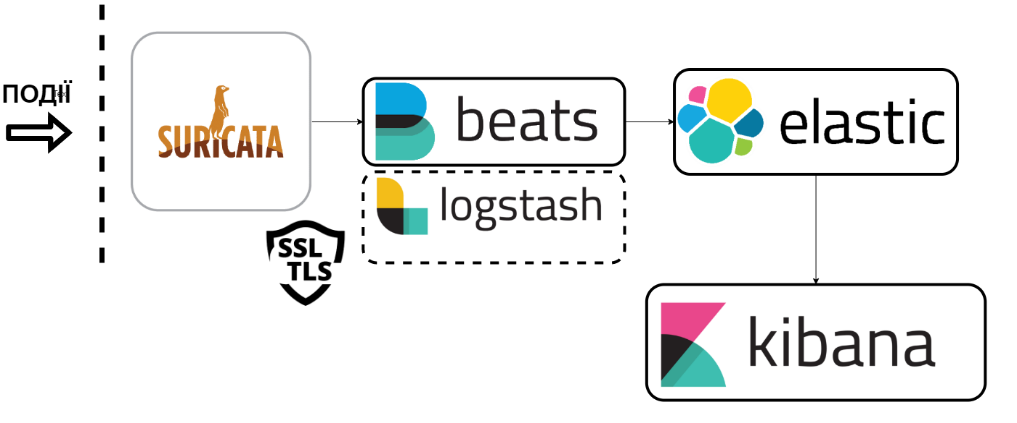 ПОДІЇ
SURICATA
beats
elastic
logstash
SSL
TLS
kibana